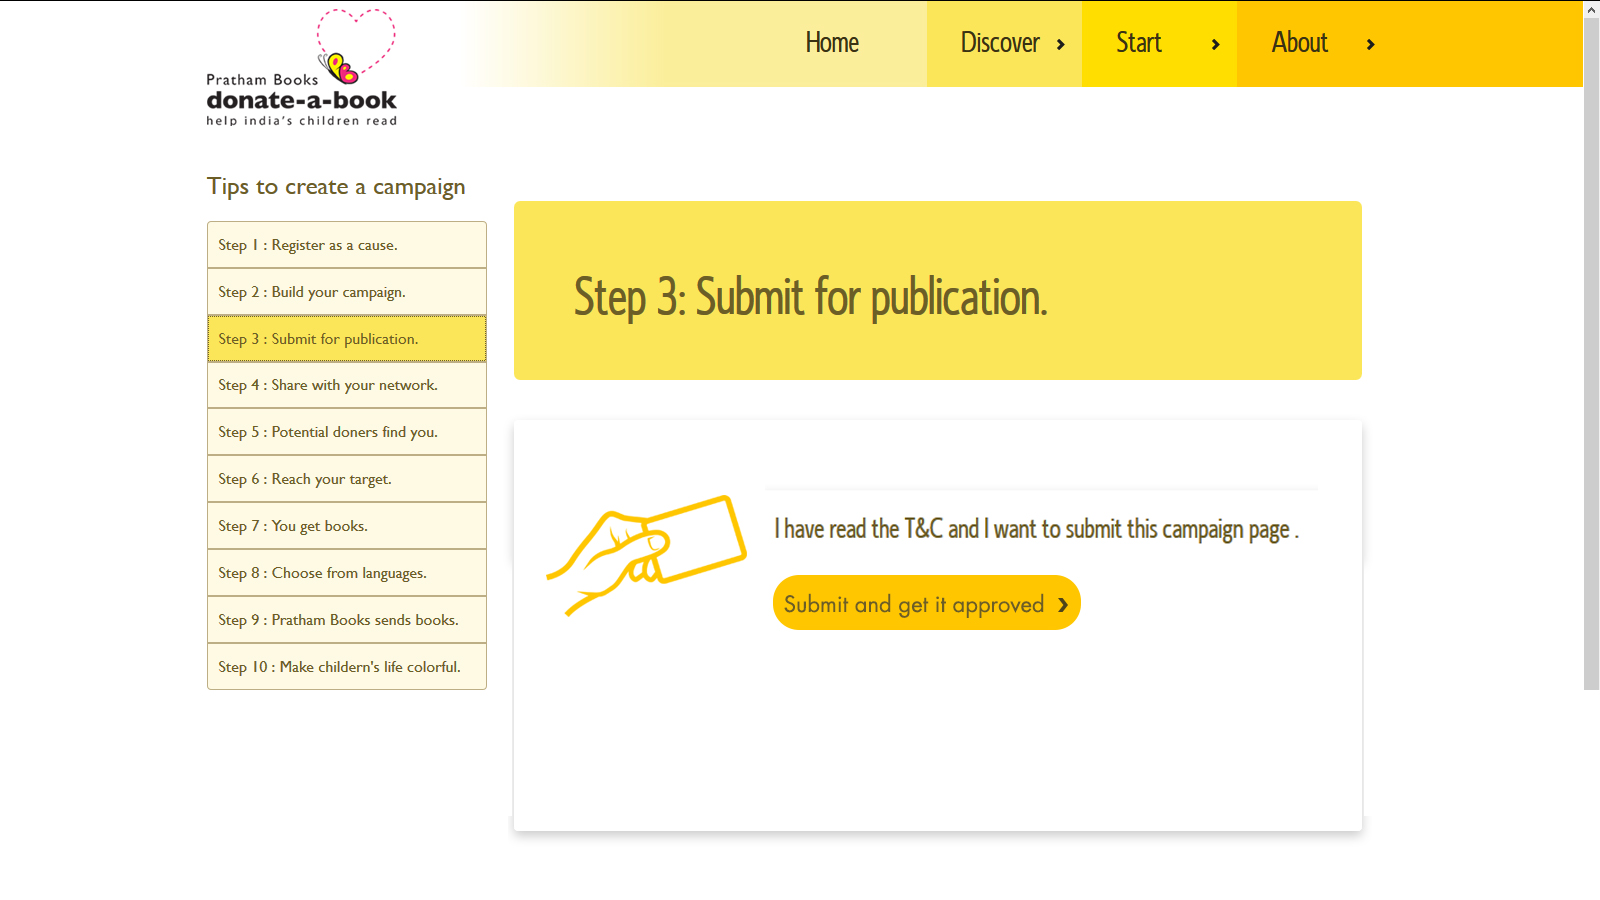 Home
Discover
Start
About
Pratham Books
donate-a-book
help india's children read
Tips to create a campaign
Step 1 : Register as a cause.
Step 2 : Build your campaign.
Step 3 : Submit for publication.
Step 4 : Share with your network.
Step 5 : Potential doners find you.
Step 6 : Reach your target.
Step 7 : You get books.
Step 8 : Choose from languages.
Step 9 : Pratham Books sends books.
Step 10 : Make childern's life colorful.
Step 3: Submit for publication.
I have read the T&C and I want to submit this campaign page .
Submit and get it approved